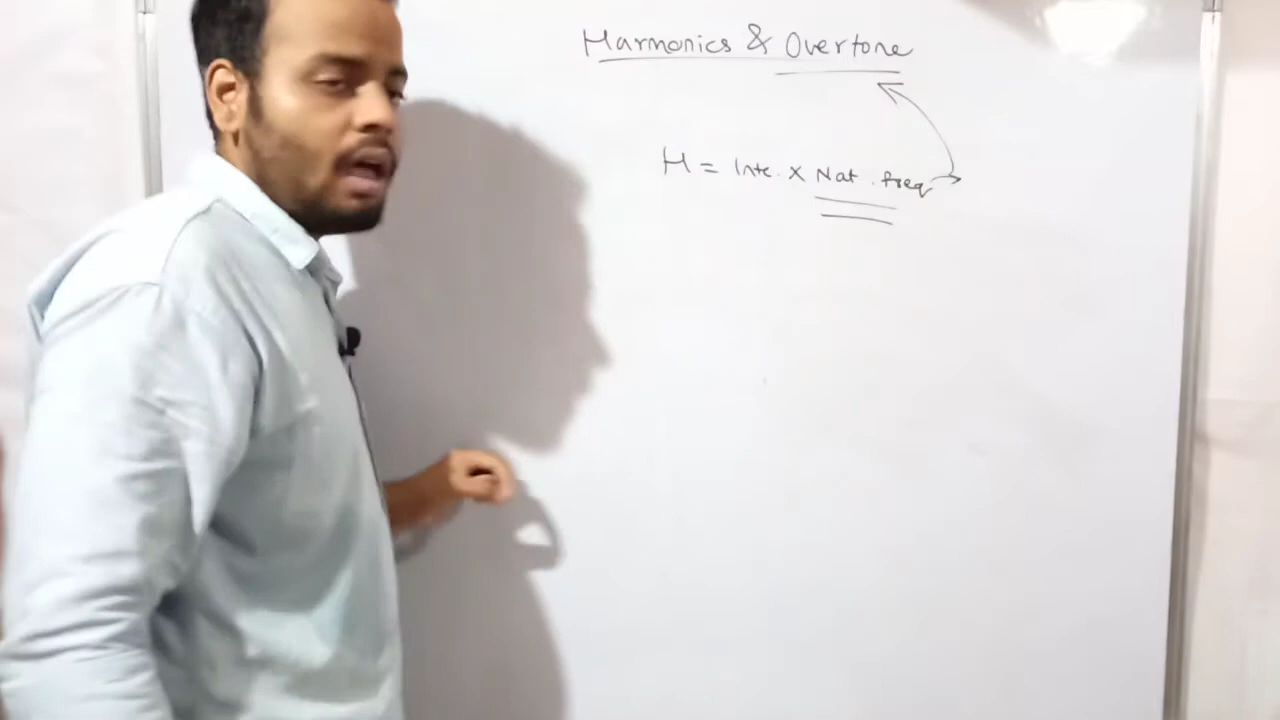 Harmonics & Overtone
H = Inte. x Nat. freq